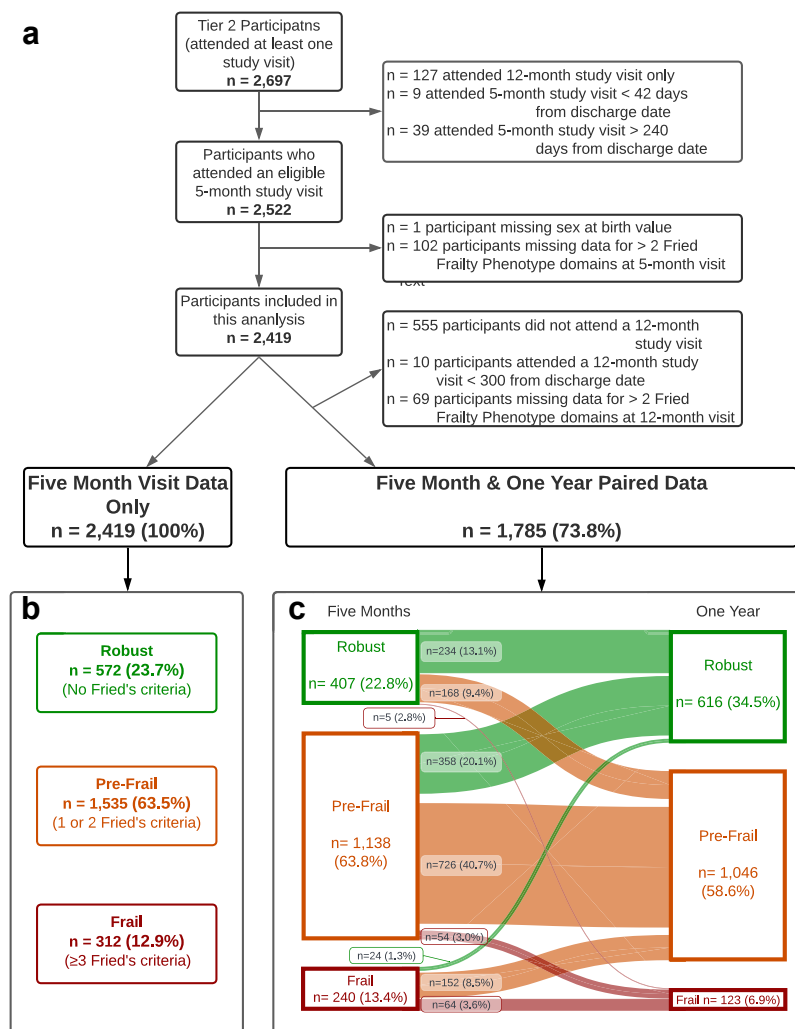 a
Tier 2 Participatns
(attended at least one
study visit)
n = 2,697
n = 127 attended 12-month study visit only
n = 9 attended 5-month study visit < 42 days
from discharge date
n = 39 attended 5-month study visit > 240
days from discharge date
Participants who
attended an eligible
5-month study visit
n = 2,522
n = 1 participant missing sex at birth value
n = 102 participants missing data for > 2 Fried
Frailty Phenotype domains at 5-month visit
Text
Participants included in
this ananlysis
n = 2,419
n = 555 participants did not attend a 12-month
study visit
n = 10 participants attended a 12-month study
visit < 300 from discharge date
n = 69 participants missing data for > 2 Fried
Frailty Phenotype domains at 12-month visit
Five Month Visit Data
Only
n = 2,419 (100%)
Five Month & One Year Paired Data
n = 1,785 (73.8%)
b
Robust
n = 572 (23.7%)
(No Fried's criteria)
Pre-Frail
n = 1,535 (63.5%)
(1 or 2 Fried's criteria)
Frail
n = 312 (12.9%)
(≥3 Fried's criteria)
c
Five Months
One Year
Robust
n= 407 (22.8%)
n=234 (13.1%)
n=168 (9.4%)
n=5 (2.8%)
Robust
n= 616 (34.5%)
Pre-Frail
n= 1,138
(63.8%)
n=358 (20.1%)
n=726 (40.7%)
n=54 (3.0%)
Pre-Frail
n= 1,046
(58.6%)
n=24 (1.3%)
Frail
n= 240 (13.4%)
n=152 (8.5%)
n=64 (3.6%)
Frail n= 123 (6.9%)